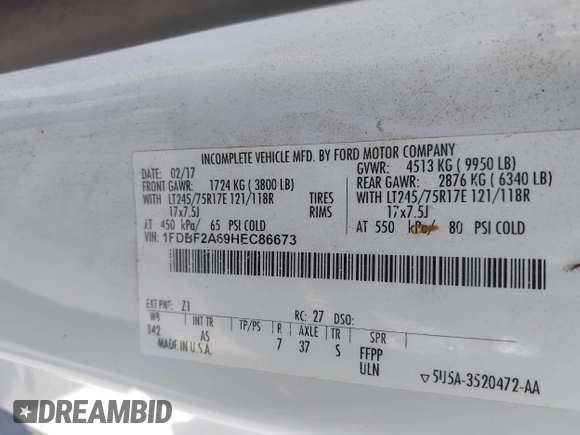 INCOMPLETE VEHICLE MFD. BY FORD MOTOR COMPANY
DATE: 02/17 GVWR: 4513 KG ( 9950 LB)
FRONT GAWR: 1724 KG ( 3800 LB) REAR GAWR: 2876 KG ( 6340 LB)
WITH LT245/75R17E 121/118R TIRES WITH LT245/75R17E 121/118R
17x7.5J RIMS 17x7.5J
AT 450 kPa/ 65 PSI COLD AT 550 kPa/ 80 PSI COLD
VIN: 1FDBF2A69HEC86673
EXT PNT: Z1 RC: 27 DSO:
WB INT TR TP/PS R AXLE TR SPR
142 AS 7 37 S FFPP
MADE IN U.S.A. ULN
▽5U5A-3520472-AA
DREAMBID DREAMBID